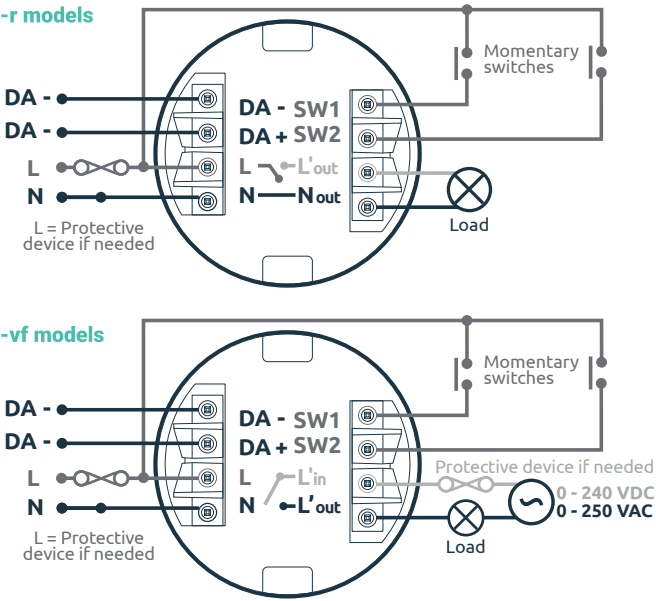 -r models
Momentary
switches
DA -
DA -
L
N
DA - SW1
DA + SW2
L L'out
N N out
Load
L = Protective
device if needed
-vf models
Momentary
switches
DA -
DA -
L
N
DA - SW1
DA + SW2
L L'in
N L'out
Protective device if needed
0 - 240 VDC
0 - 250 VAC
Load
L = Protective
device if needed